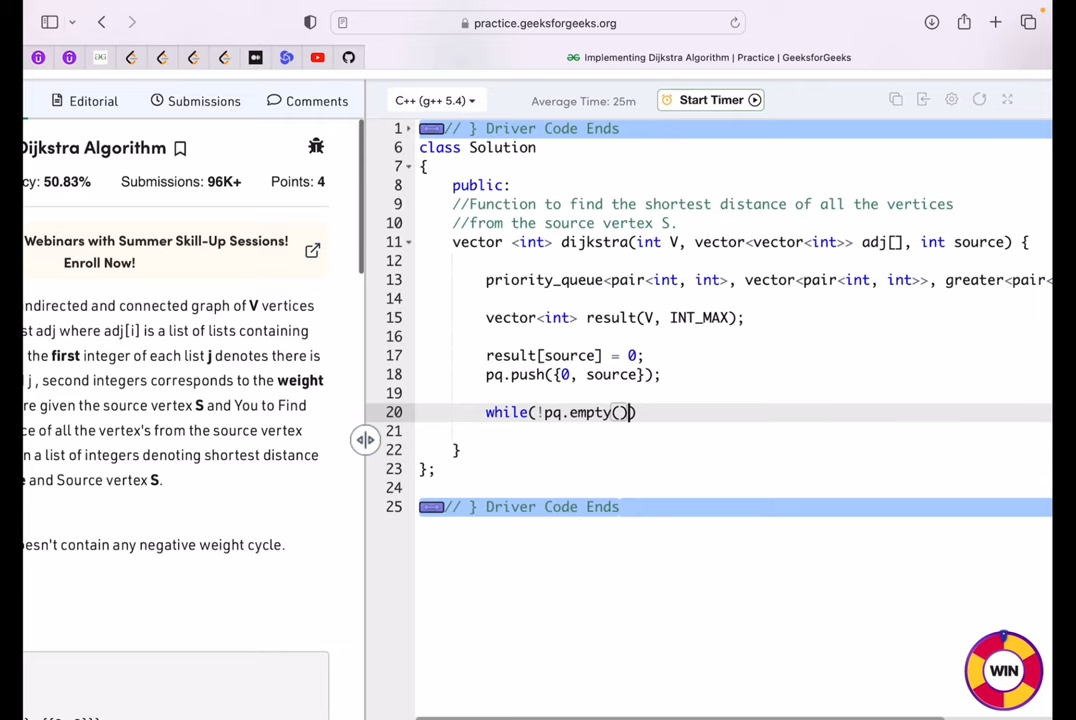 practice.geeksforgeeks.org
Implementing Dijkstra Algorithm | Practice | GeeksforGeeks
Editorial
Submissions
Comments
C++ (g++ 5.4)
Average Time: 25m
Start Timer
Dijkstra Algorithm
cy: 50.83%
Submissions: 96K+
Points: 4
Webinars with Summer Skill-Up Sessions!
Enroll Now!
ndirected and connected graph of V vertices
st adj where adj[i] is a list of lists containing
the first integer of each list j denotes there is
j , second integers corresponds to the weight
re given the source vertex S and You to Find
e of all the vertex's from the source vertex
n a list of integers denoting shortest distance
e and Source vertex S.
esn't contain any negative weight cycle.
1 // } Driver Code Ends
6 class Solution
7 {
8 public:
9 //Function to find the shortest distance of all the vertices
10 //from the source vertex S.
11 vector <int> dijkstra(int V, vector<vector<int>> adj[], int source) {
12
13 priority_queue<pair<int, int>, vector<pair<int, int>>, greater<pair<
14
15 vector<int> result(V, INT_MAX);
16
17 result[source] = 0;
18 pq.push({0, source});
19
20 while(!pq.empty())
21
22 }
23 };
24
25 // } Driver Code Ends
WIN